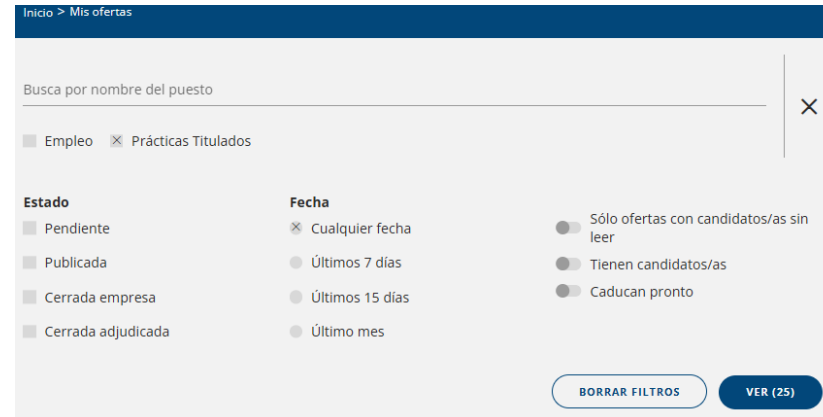 Inicio > Mis ofertas
Busca por nombre del puesto
Empleo Prácticas Titulados
Estado
Pendiente
Publicada
Cerrada empresa
Cerrada adjudicada
Fecha
Cualquier fecha
Últimos 7 días
Últimos 15 días
Último mes
Sólo ofertas con candidatos/as sin
leer
Tienen candidatos/as
Caducan pronto
BORRAR FILTROS VER (25)